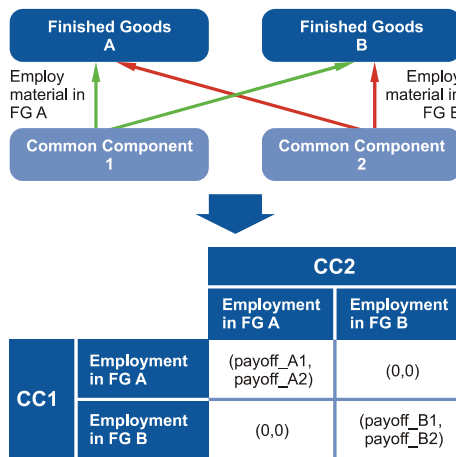 Finished Goods
A
Finished Goods
B
Employ
material in
FG A
Employ
material in
FG B
Common Component
1
Common Component
2
CC2
Employment
in FG A
Employment
in FG B
CC1
Employment
in FG A
(payoff_A1,
payoff_A2)
(0,0)
Employment
in FG B
(0,0)
(payoff_B1,
payoff_B2)